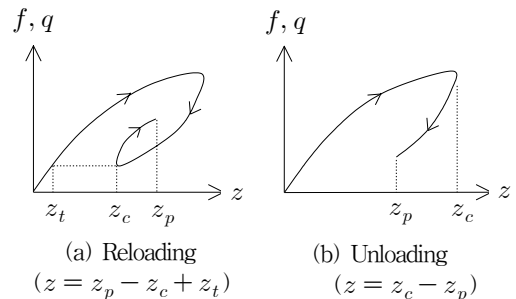 f, q
f, q
z_t z_c z_p z
z_p z_c z
(a) Reloading
(z = z_p − z_c + z_t)
(b) Unloading
(z = z_c − z_p)